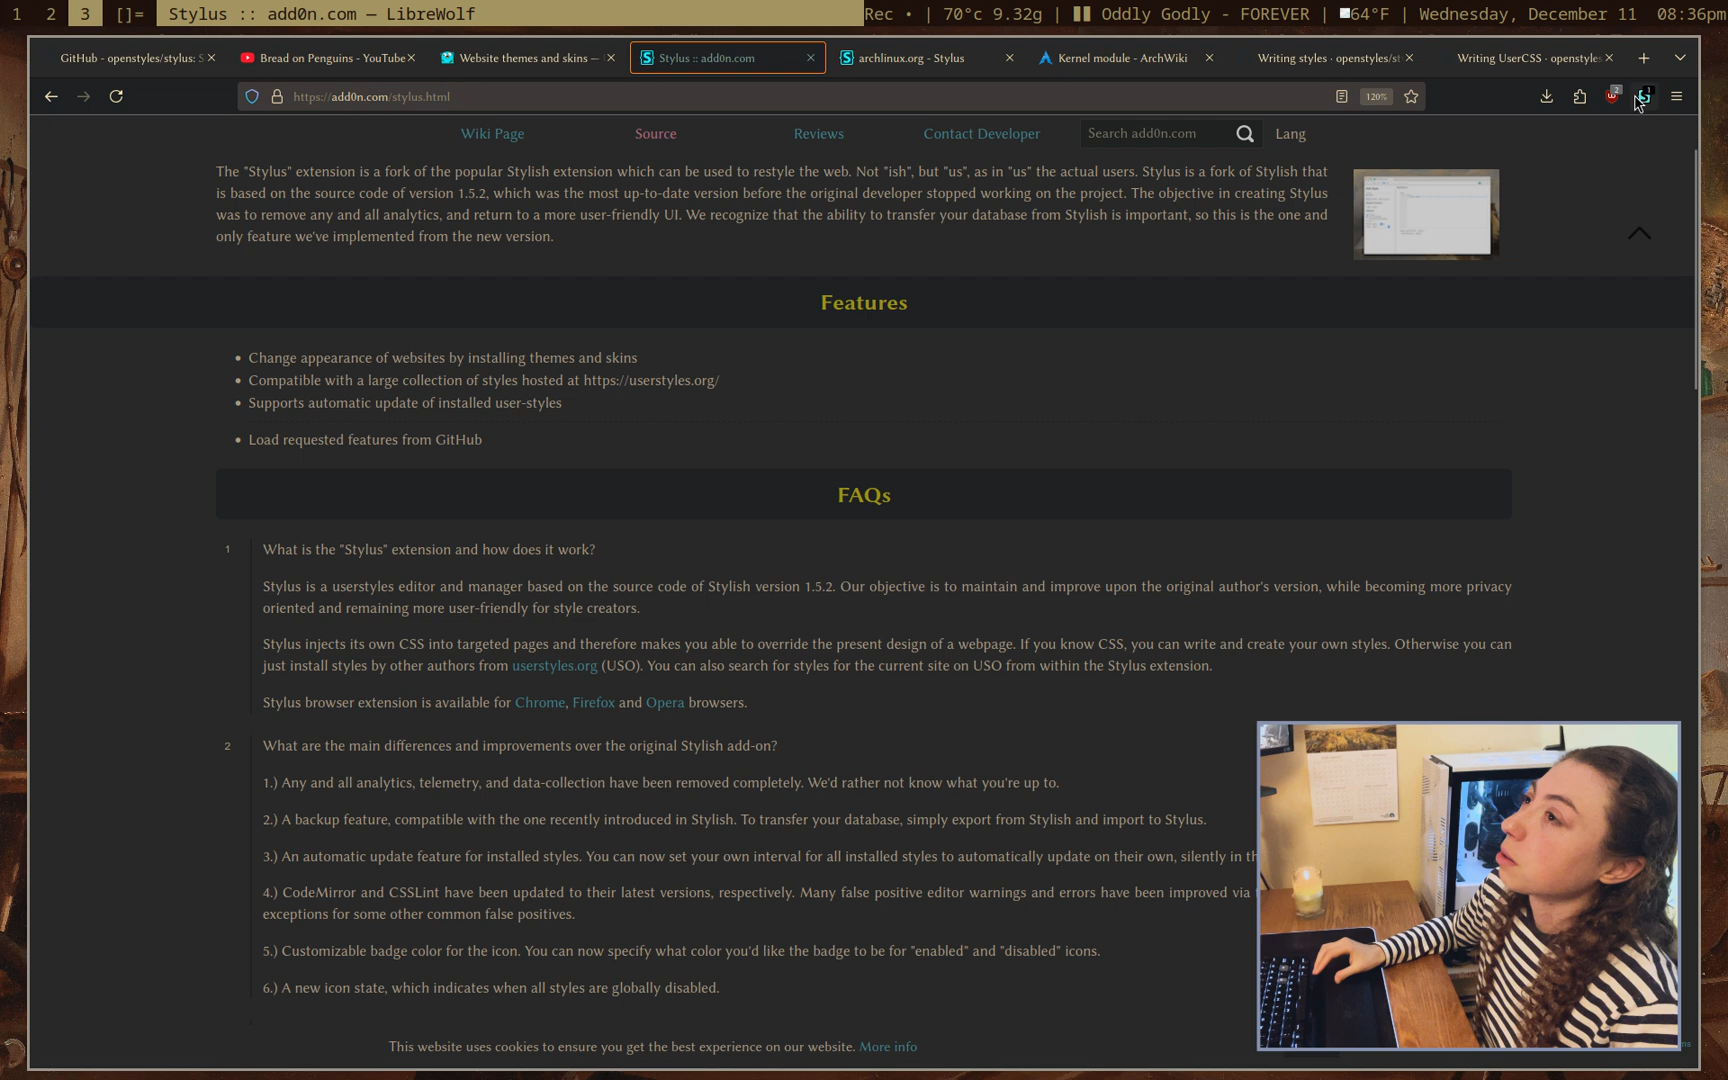 1 2 3 []= Stylus :: add0n.com — LibreWolf Rec • | 70°c 9.32g | Oddly Godly - FOREVER | 64°F | Wednesday, December 11 08:36pm
GitHub - openstyles/stylus: S Bread on Penguins - YouTube Website themes and skins — Stylus :: add0n.com archlinux.org - Stylus Kernel module - ArchWiki Writing styles · openstyles/st Writing UserCSS · openstyles
https://add0n.com/stylus.html 120% 2 1
Wiki Page Source Reviews Contact Developer Search add0n.com Lang
The "Stylus" extension is a fork of the popular Stylish extension which can be used to restyle the web. Not "ish", but "us", as in "us" the actual users. Stylus is a fork of Stylish that
is based on the source code of version 1.5.2, which was the most up-to-date version before the original developer stopped working on the project. The objective in creating Stylus
was to remove any and all analytics, and return to a more user-friendly UI. We recognize that the ability to transfer your database from Stylish is important, so this is the one and
only feature we've implemented from the new version.
Features
• Change appearance of websites by installing themes and skins
• Compatible with a large collection of styles hosted at https://userstyles.org/
• Supports automatic update of installed user-styles
• Load requested features from GitHub
FAQs
1 What is the "Stylus" extension and how does it work?
Stylus is a userstyles editor and manager based on the source code of Stylish version 1.5.2. Our objective is to maintain and improve upon the original author's version, while becoming more privacy
oriented and remaining more user-friendly for style creators.
Stylus injects its own CSS into targeted pages and therefore makes you able to override the present design of a webpage. If you know CSS, you can write and create your own styles. Otherwise you can
just install styles by other authors from userstyles.org (USO). You can also search for styles for the current site on USO from within the Stylus extension.
Stylus browser extension is available for Chrome, Firefox and Opera browsers.
2 What are the main differences and improvements over the original Stylish add-on?
1.) Any and all analytics, telemetry, and data-collection have been removed completely. We'd rather not know what you're up to.
2.) A backup feature, compatible with the one recently introduced in Stylish. To transfer your database, simply export from Stylish and import to Stylus.
3.) An automatic update feature for installed styles. You can now set your own interval for all installed styles to automatically update on their own, silently in th
4.) CodeMirror and CSSLint have been updated to their latest versions, respectively. Many false positive editor warnings and errors have been improved via
exceptions for some other common false positives.
5.) Customizable badge color for the icon. You can now specify what color you'd like the badge to be for "enabled" and "disabled" icons.
6.) A new icon state, which indicates when all styles are globally disabled.
This website uses cookies to ensure you get the best experience on our website. More info